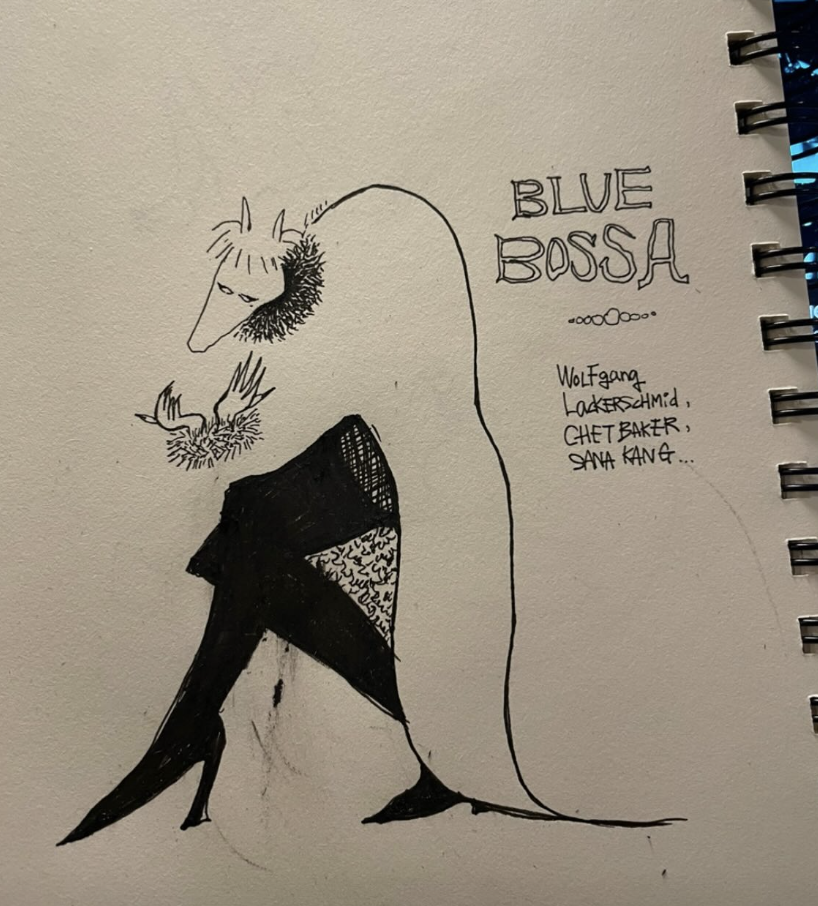 BLUE
BOSSA
WOLFgang
LACKERSCHMid,
CHET BAKER,
SANA KANG...